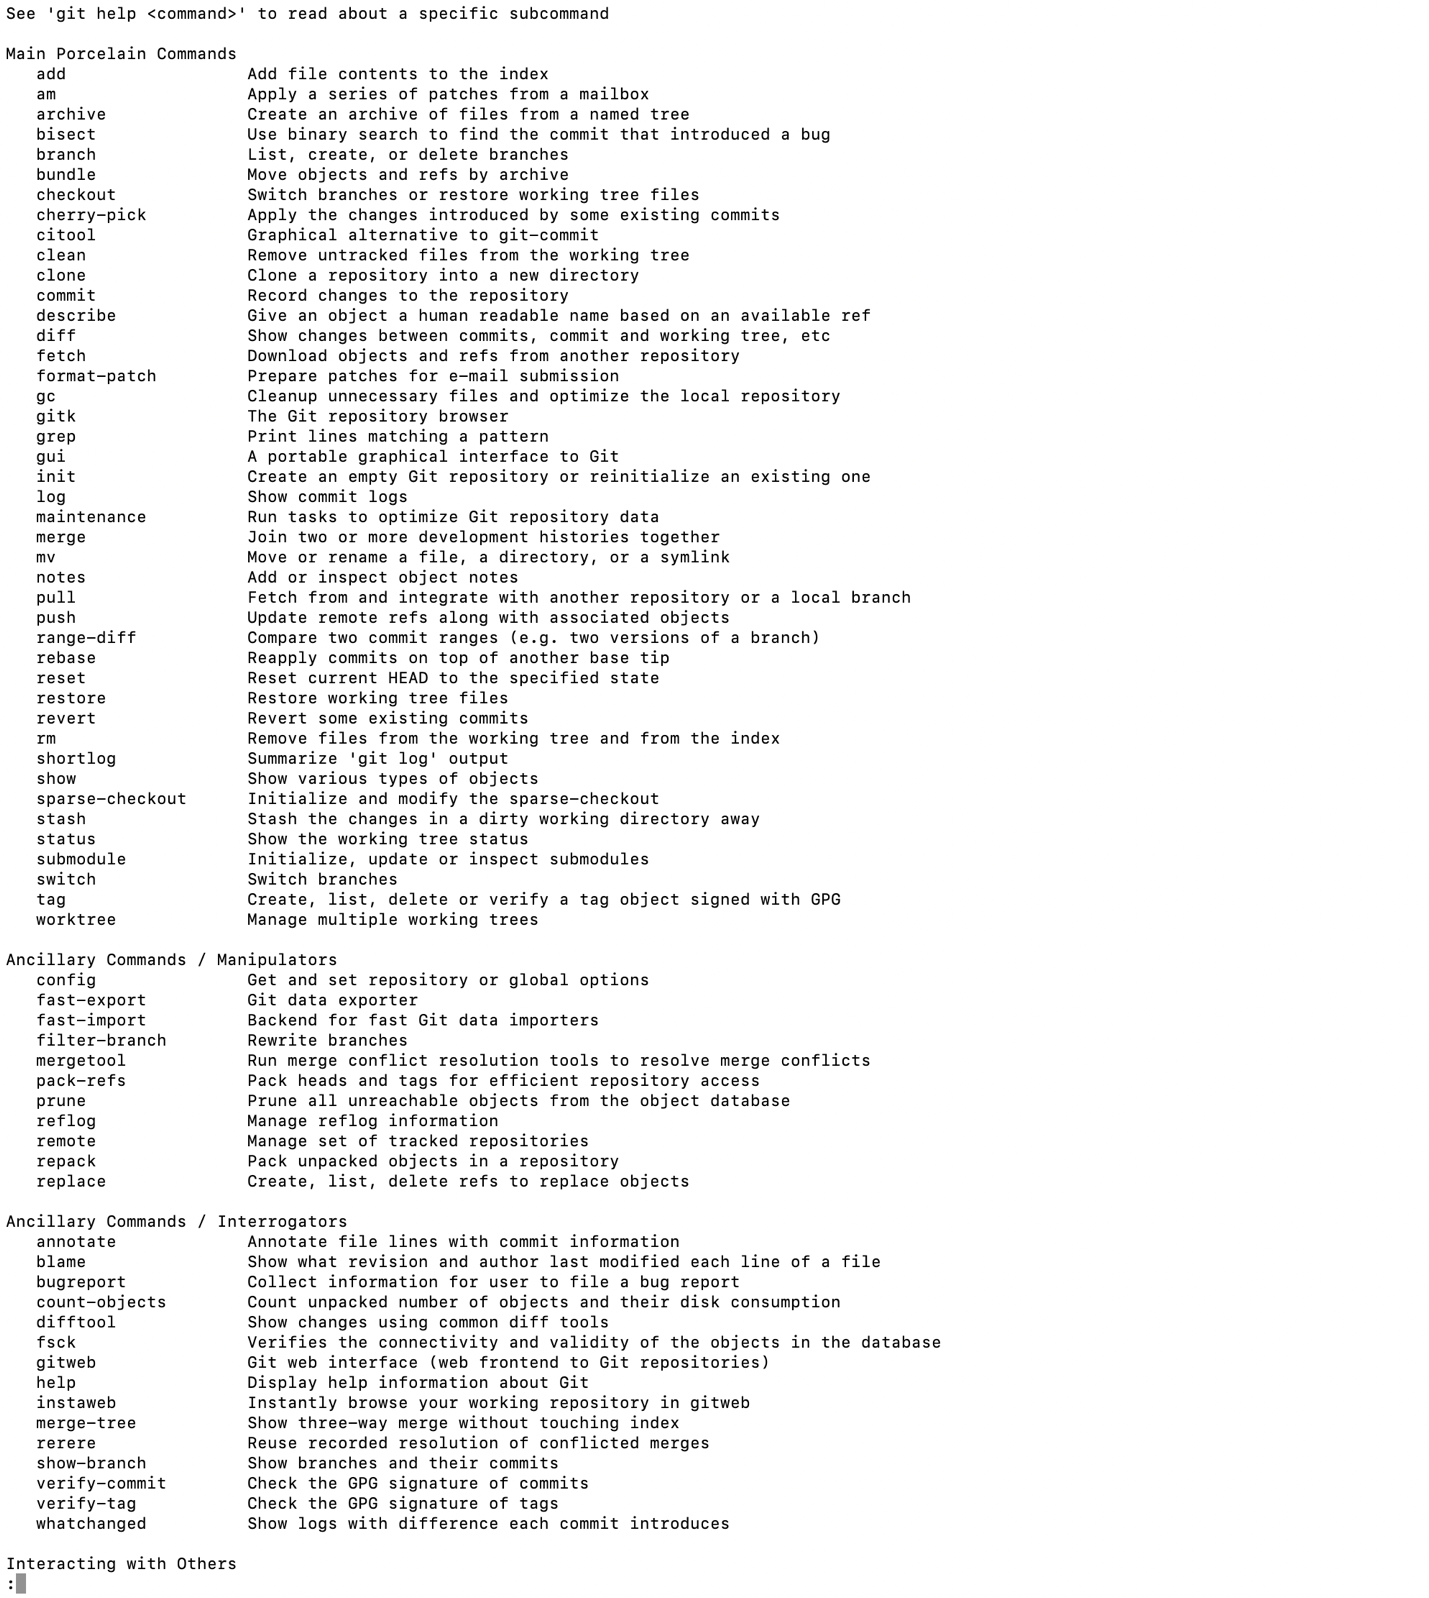 See 'git help <command>' to read about a specific subcommand

Main Porcelain Commands
   add                  Add file contents to the index
   am                   Apply a series of patches from a mailbox
   archive              Create an archive of files from a named tree
   bisect               Use binary search to find the commit that introduced a bug
   branch               List, create, or delete branches
   bundle               Move objects and refs by archive
   checkout             Switch branches or restore working tree files
   cherry-pick          Apply the changes introduced by some existing commits
   citool               Graphical alternative to git-commit
   clean                Remove untracked files from the working tree
   clone                Clone a repository into a new directory
   commit               Record changes to the repository
   describe             Give an object a human readable name based on an available ref
   diff                 Show changes between commits, commit and working tree, etc
   fetch                Download objects and refs from another repository
   format-patch         Prepare patches for e-mail submission
   gc                   Cleanup unnecessary files and optimize the local repository
   gitk                 The Git repository browser
   grep                 Print lines matching a pattern
   gui                  A portable graphical interface to Git
   init                 Create an empty Git repository or reinitialize an existing one
   log                  Show commit logs
   maintenance          Run tasks to optimize Git repository data
   merge                Join two or more development histories together
   mv                   Move or rename a file, a directory, or a symlink
   notes                Add or inspect object notes
   pull                 Fetch from and integrate with another repository or a local branch
   push                 Update remote refs along with associated objects
   range-diff           Compare two commit ranges (e.g. two versions of a branch)
   rebase               Reapply commits on top of another base tip
   reset                Reset current HEAD to the specified state
   restore              Restore working tree files
   revert               Revert some existing commits
   rm                   Remove files from the working tree and from the index
   shortlog             Summarize 'git log' output
   show                 Show various types of objects
   sparse-checkout      Initialize and modify the sparse-checkout
   stash                Stash the changes in a dirty working directory away
   status               Show the working tree status
   submodule            Initialize, update or inspect submodules
   switch               Switch branches
   tag                  Create, list, delete or verify a tag object signed with GPG
   worktree             Manage multiple working trees

Ancillary Commands / Manipulators
   config               Get and set repository or global options
   fast-export          Git data exporter
   fast-import          Backend for fast Git data importers
   filter-branch        Rewrite branches
   mergetool            Run merge conflict resolution tools to resolve merge conflicts
   pack-refs            Pack heads and tags for efficient repository access
   prune                Prune all unreachable objects from the object database
   reflog               Manage reflog information
   remote               Manage set of tracked repositories
   repack               Pack unpacked objects in a repository
   replace              Create, list, delete refs to replace objects

Ancillary Commands / Interrogators
   annotate             Annotate file lines with commit information
   blame                Show what revision and author last modified each line of a file
   bugreport            Collect information for user to file a bug report
   count-objects        Count unpacked number of objects and their disk consumption
   difftool             Show changes using common diff tools
   fsck                 Verifies the connectivity and validity of the objects in the database
   gitweb               Git web interface (web frontend to Git repositories)
   help                 Display help information about Git
   instaweb             Instantly browse your working repository in gitweb
   merge-tree           Show three-way merge without touching index
   rerere               Reuse recorded resolution of conflicted merges
   show-branch          Show branches and their commits
   verify-commit        Check the GPG signature of commits
   verify-tag           Check the GPG signature of tags
   whatchanged          Show logs with difference each commit introduces

Interacting with Others
: